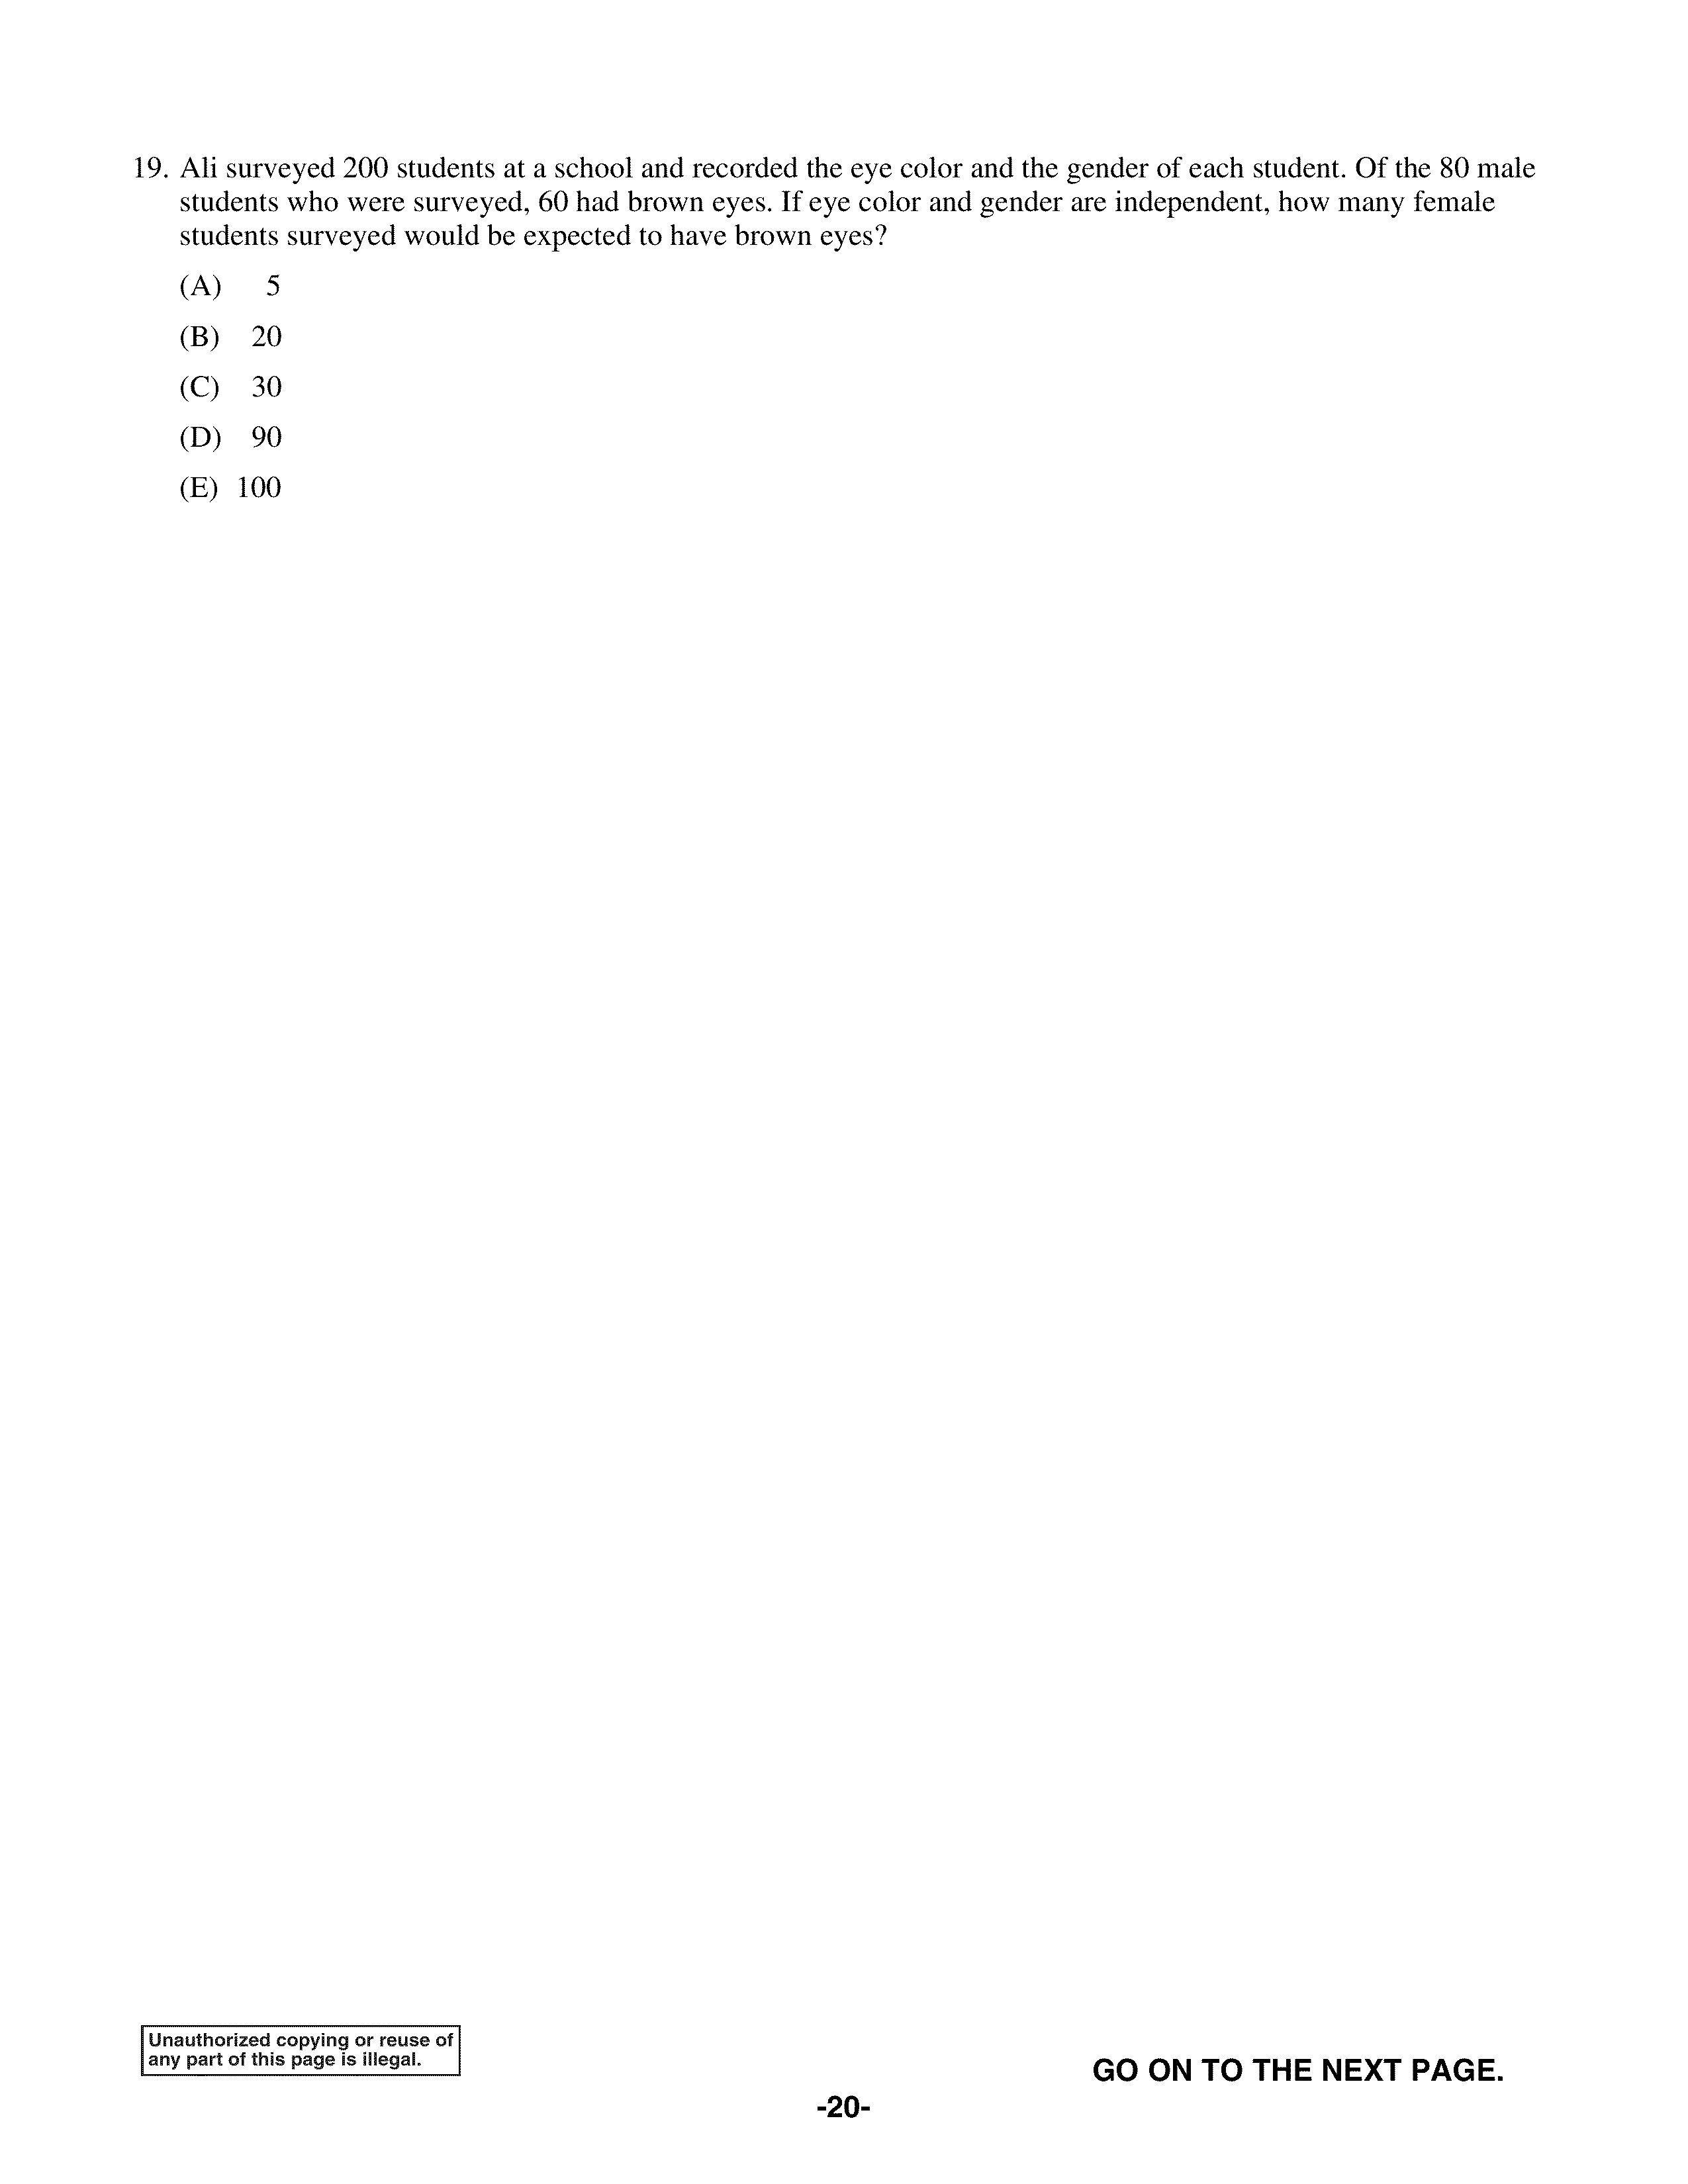 19. Ali surveyed 200 students at a school and recorded the eye color and the gender of each student. Of the 80 male
students who were surveyed, 60 had brown eyes. If eye color and gender are independent, how many female
students surveyed would be expected to have brown eyes?
(A) 5
(B) 20
(C) 30
(D) 90
(E) 100
Unauthorized copying or reuse of
any part of this page is illegal.
GO ON TO THE NEXT PAGE.
-20-